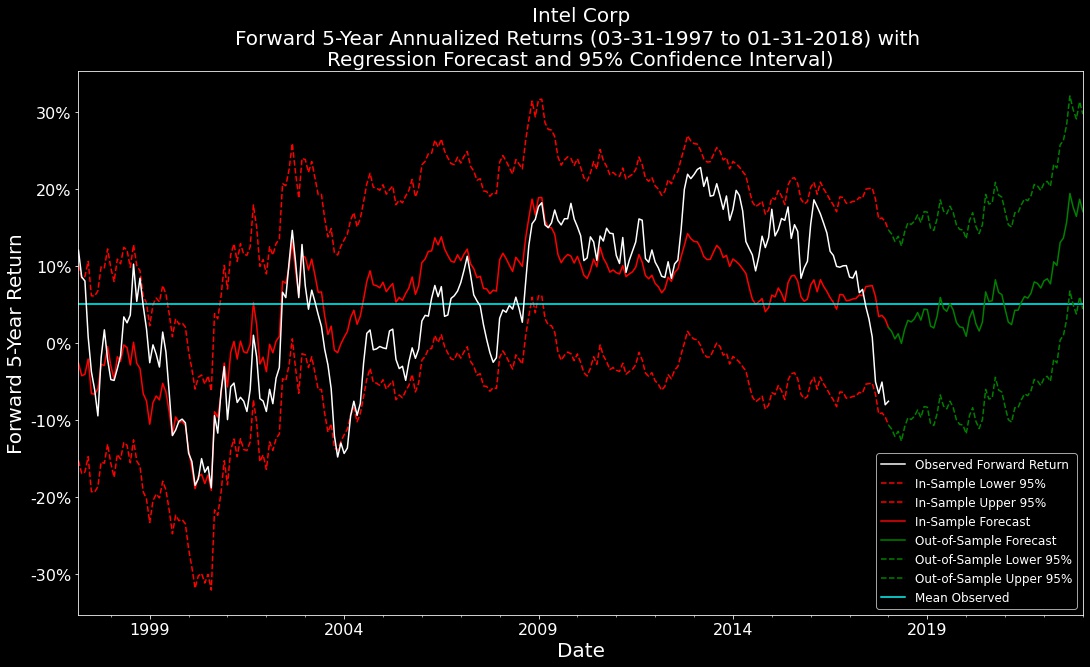 Intel Corp
Forward 5-Year Annualized Returns (03-31-1997 to 01-31-2018) with
Regression Forecast and 95% Confidence Interval)
30%
20%
10%
0%
-10%
-20%
-30%
Forward 5-Year Return
1999
2004
2009
2014
2019
Date
Observed Forward Return
In-Sample Lower 95%
In-Sample Upper 95%
In-Sample Forecast
Out-of-Sample Forecast
Out-of-Sample Lower 95%
Out-of-Sample Upper 95%
Mean Observed